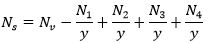 N_s = N_v − N_1/y + N_2/y + N_3/y + N_4/y